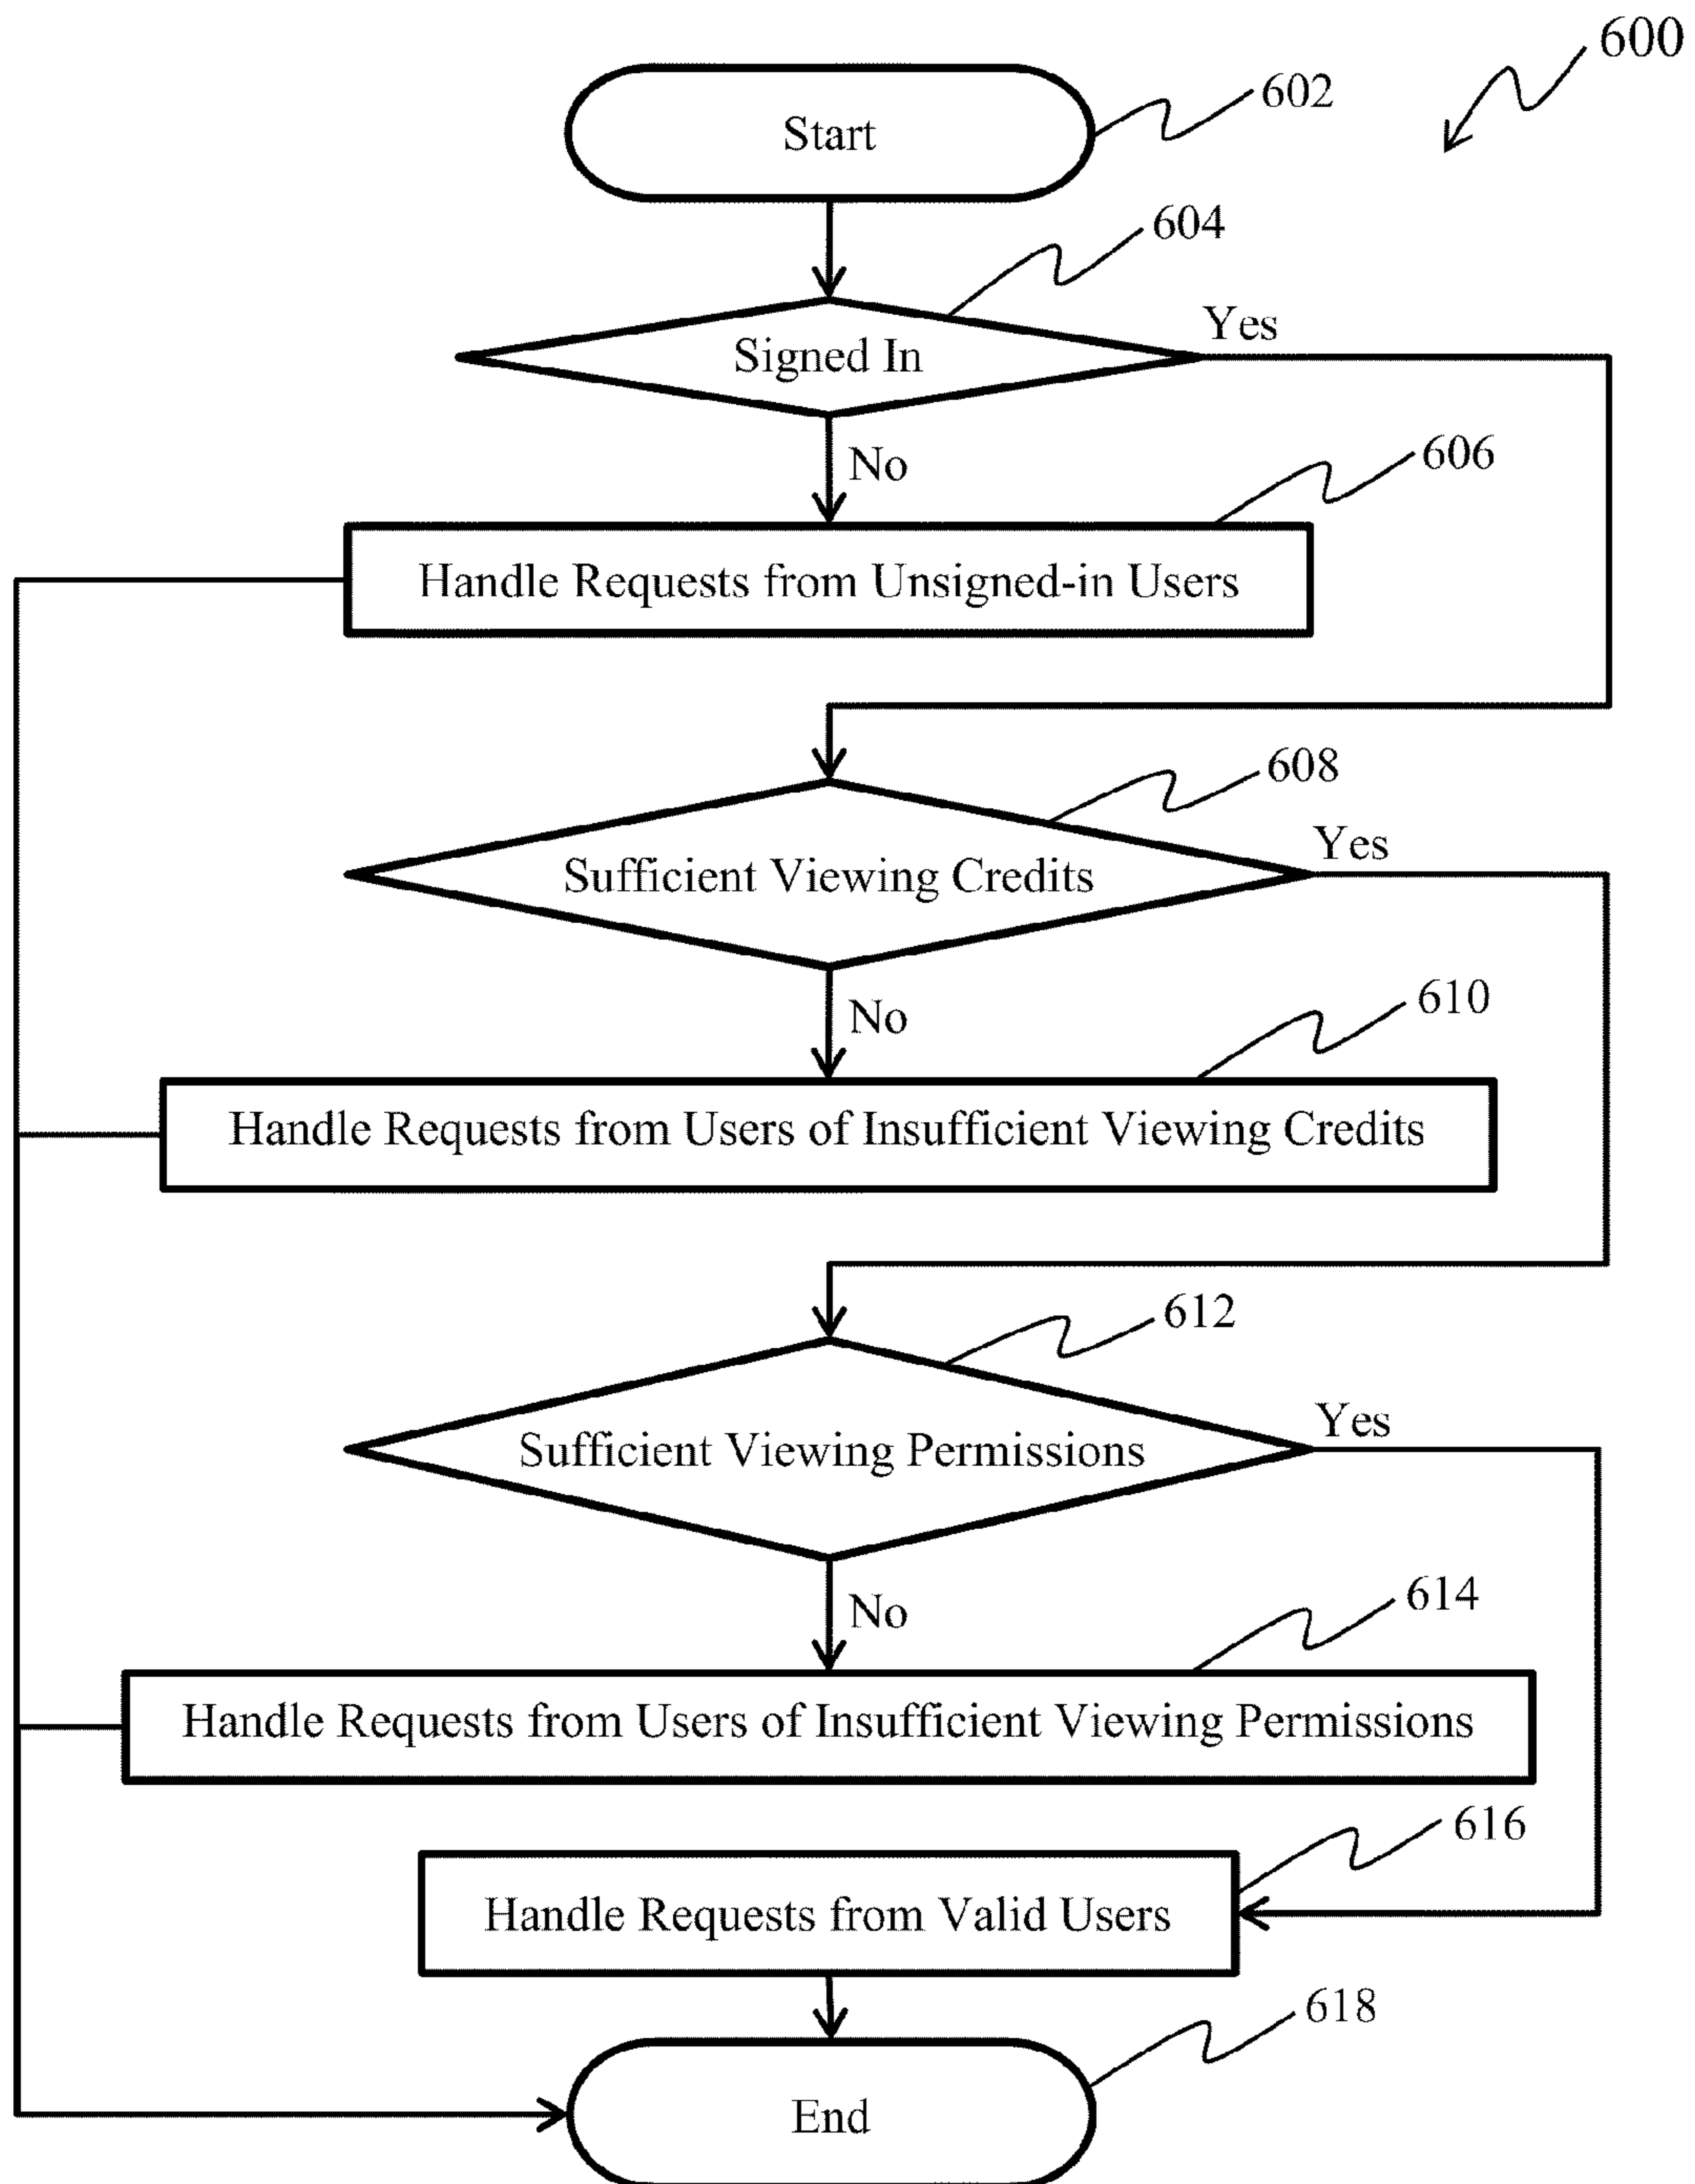 600
602
Start
604
Yes
Signed In
No
606
Handle Requests from Unsigned-in Users
608
Yes
Sufficient Viewing Credits
No
610
Handle Requests from Users of Insufficient Viewing Credits
612
Yes
Sufficient Viewing Permissions
No
614
Handle Requests from Users of Insufficient Viewing Permissions
616
Handle Requests from Valid Users
618
End